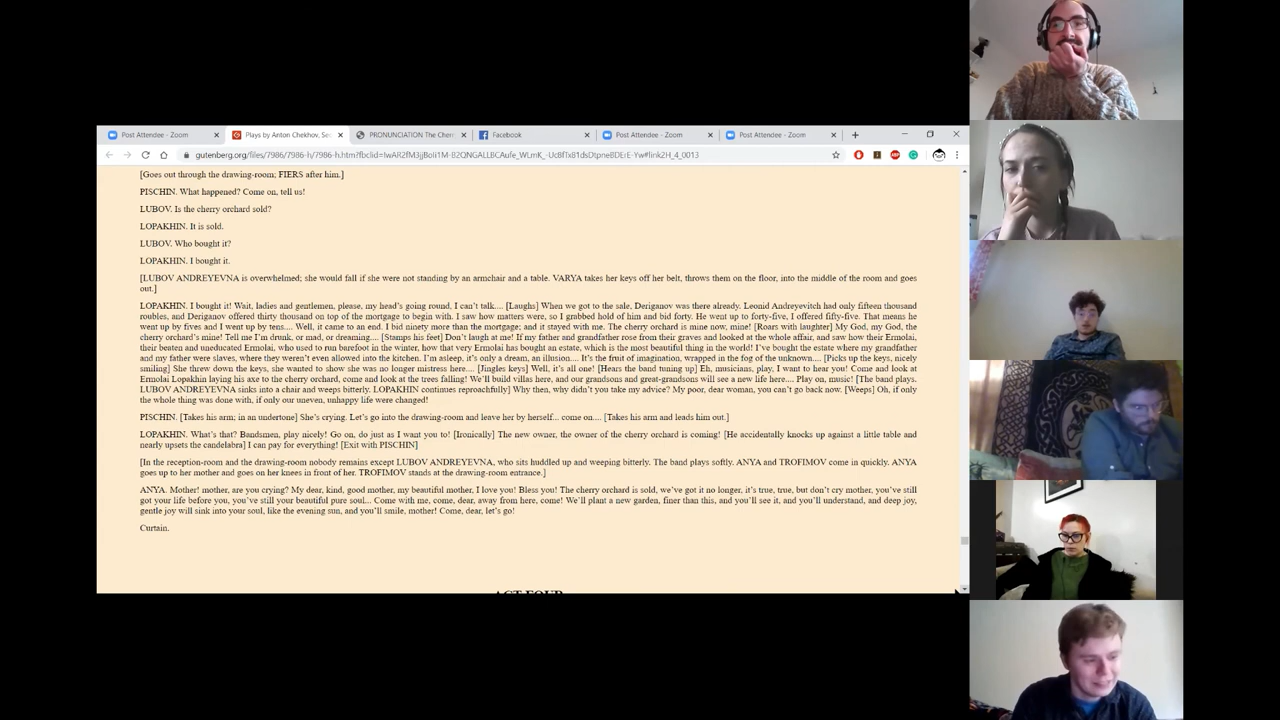 Post Attendee - Zoom
Plays by Anton Chekhov, Sec
PRONUNCIATION The Cherr
Facebook
Post Attendee - Zoom
Post Attendee - Zoom
[Goes out through the drawing-room; FIERS after him.]
PISCHIN. What happened? Come on, tell us!
LUBOV. Is the cherry orchard sold?
LOPAKHIN. It is sold.
LUBOV. Who bought it?
LOPAKHIN. I bought it.
[LUBOV ANDREYEVNA is overwhelmed; she would fall if she were not standing by an armchair and a table. VARYA takes her keys off her belt, throws them on the floor, into the middle of the room and goes
out.]
LOPAKHIN. I bought it! Wait, ladies and gentlemen, please, my head's going round, I can't talk.... [Laughs] When we got to the sale, Deriganov was there already. Leonid Andreyevitch had only fifteen thousand
roubles, and Deriganov offered thirty thousand on top of the mortgage to begin with. I saw how matters were, so I grabbed hold of him and bid forty. He went up to forty-five, I offered fifty-five. That means he
went up by fives and I went up by tens.... Well, it came to an end. I bid ninety more than the mortgage; and it stayed with me. The cherry orchard is mine now, mine! [Roars with laughter] My God, my God, the
cherry orchard's mine! Tell me I'm drunk, or mad, or dreaming.... [Stamps his feet] Don't laugh at me! If my father and grandfather rose from their graves and looked at the whole affair, and saw how their Ermolai,
their beaten and uneducated Ermolai, who used to run barefoot in the winter, how that very Ermolai has bought an estate, which is the most beautiful thing in the world! I've bought the estate where my grandfather
and my father were slaves, where they weren't even allowed into the kitchen. I'm asleep, it's only a dream, an illusion.... It's the fruit of imagination, wrapped in the fog of the unknown.... [Picks up the keys, nicely
smiling] She threw down the keys, she wanted to show she was no longer mistress here.... [Jingles keys] Well, it's all one! [Hears the band tuning up] Eh, musicians, play, I want to hear you! Come and look at
Ermolai Lopakhin laying his axe to the cherry orchard, come and look at the trees falling! We'll build villas here, and our grandsons and great-grandsons will see a new life here.... Play on, music! [The band plays.
LUBOV ANDREYEVNA sinks into a chair and weeps bitterly. LOPAKHIN continues reproachfully] Why then, why didn't you take my advice? My poor, dear woman, you can't go back now. [Weeps] Oh, if only
the whole thing was done with, if only our uneven, unhappy life were changed!
PISCHIN. [Takes his arm; in an undertone] She's crying. Let's go into the drawing-room and leave her by herself... come on.... [Takes his arm and leads him out.]
LOPAKHIN. What's that? Bandsmen, play nicely! Go on, do just as I want you to! [Ironically] The new owner, the owner of the cherry orchard is coming! [He accidentally knocks up against a little table and
nearly upsets the candelabra] I can pay for everything! [Exit with PISCHIN]
[In the reception-room and the drawing-room nobody remains except LUBOV ANDREYEVNA, who sits huddled up and weeping bitterly. The band plays softly. ANYA and TROFIMOV come in quickly. ANYA
goes up to her mother and goes on her knees in front of her. TROFIMOV stands at the drawing-room entrance.]
ANYA. Mother! mother, are you crying? My dear, kind, good mother, my beautiful mother, I love you! Bless you! The cherry orchard is sold, we've got it no longer, it's true, true, but don't cry mother, you've still
got your life before you, you've still your beautiful pure soul... Come with me, come, dear, away from here, come! We'll plant a new garden, finer than this, and you'll see it, and you'll understand, and deep joy,
gentle joy will sink into your soul, like the evening sun, and you'll smile, mother! Come, dear, let's go!
Curtain.
ACT FOUR